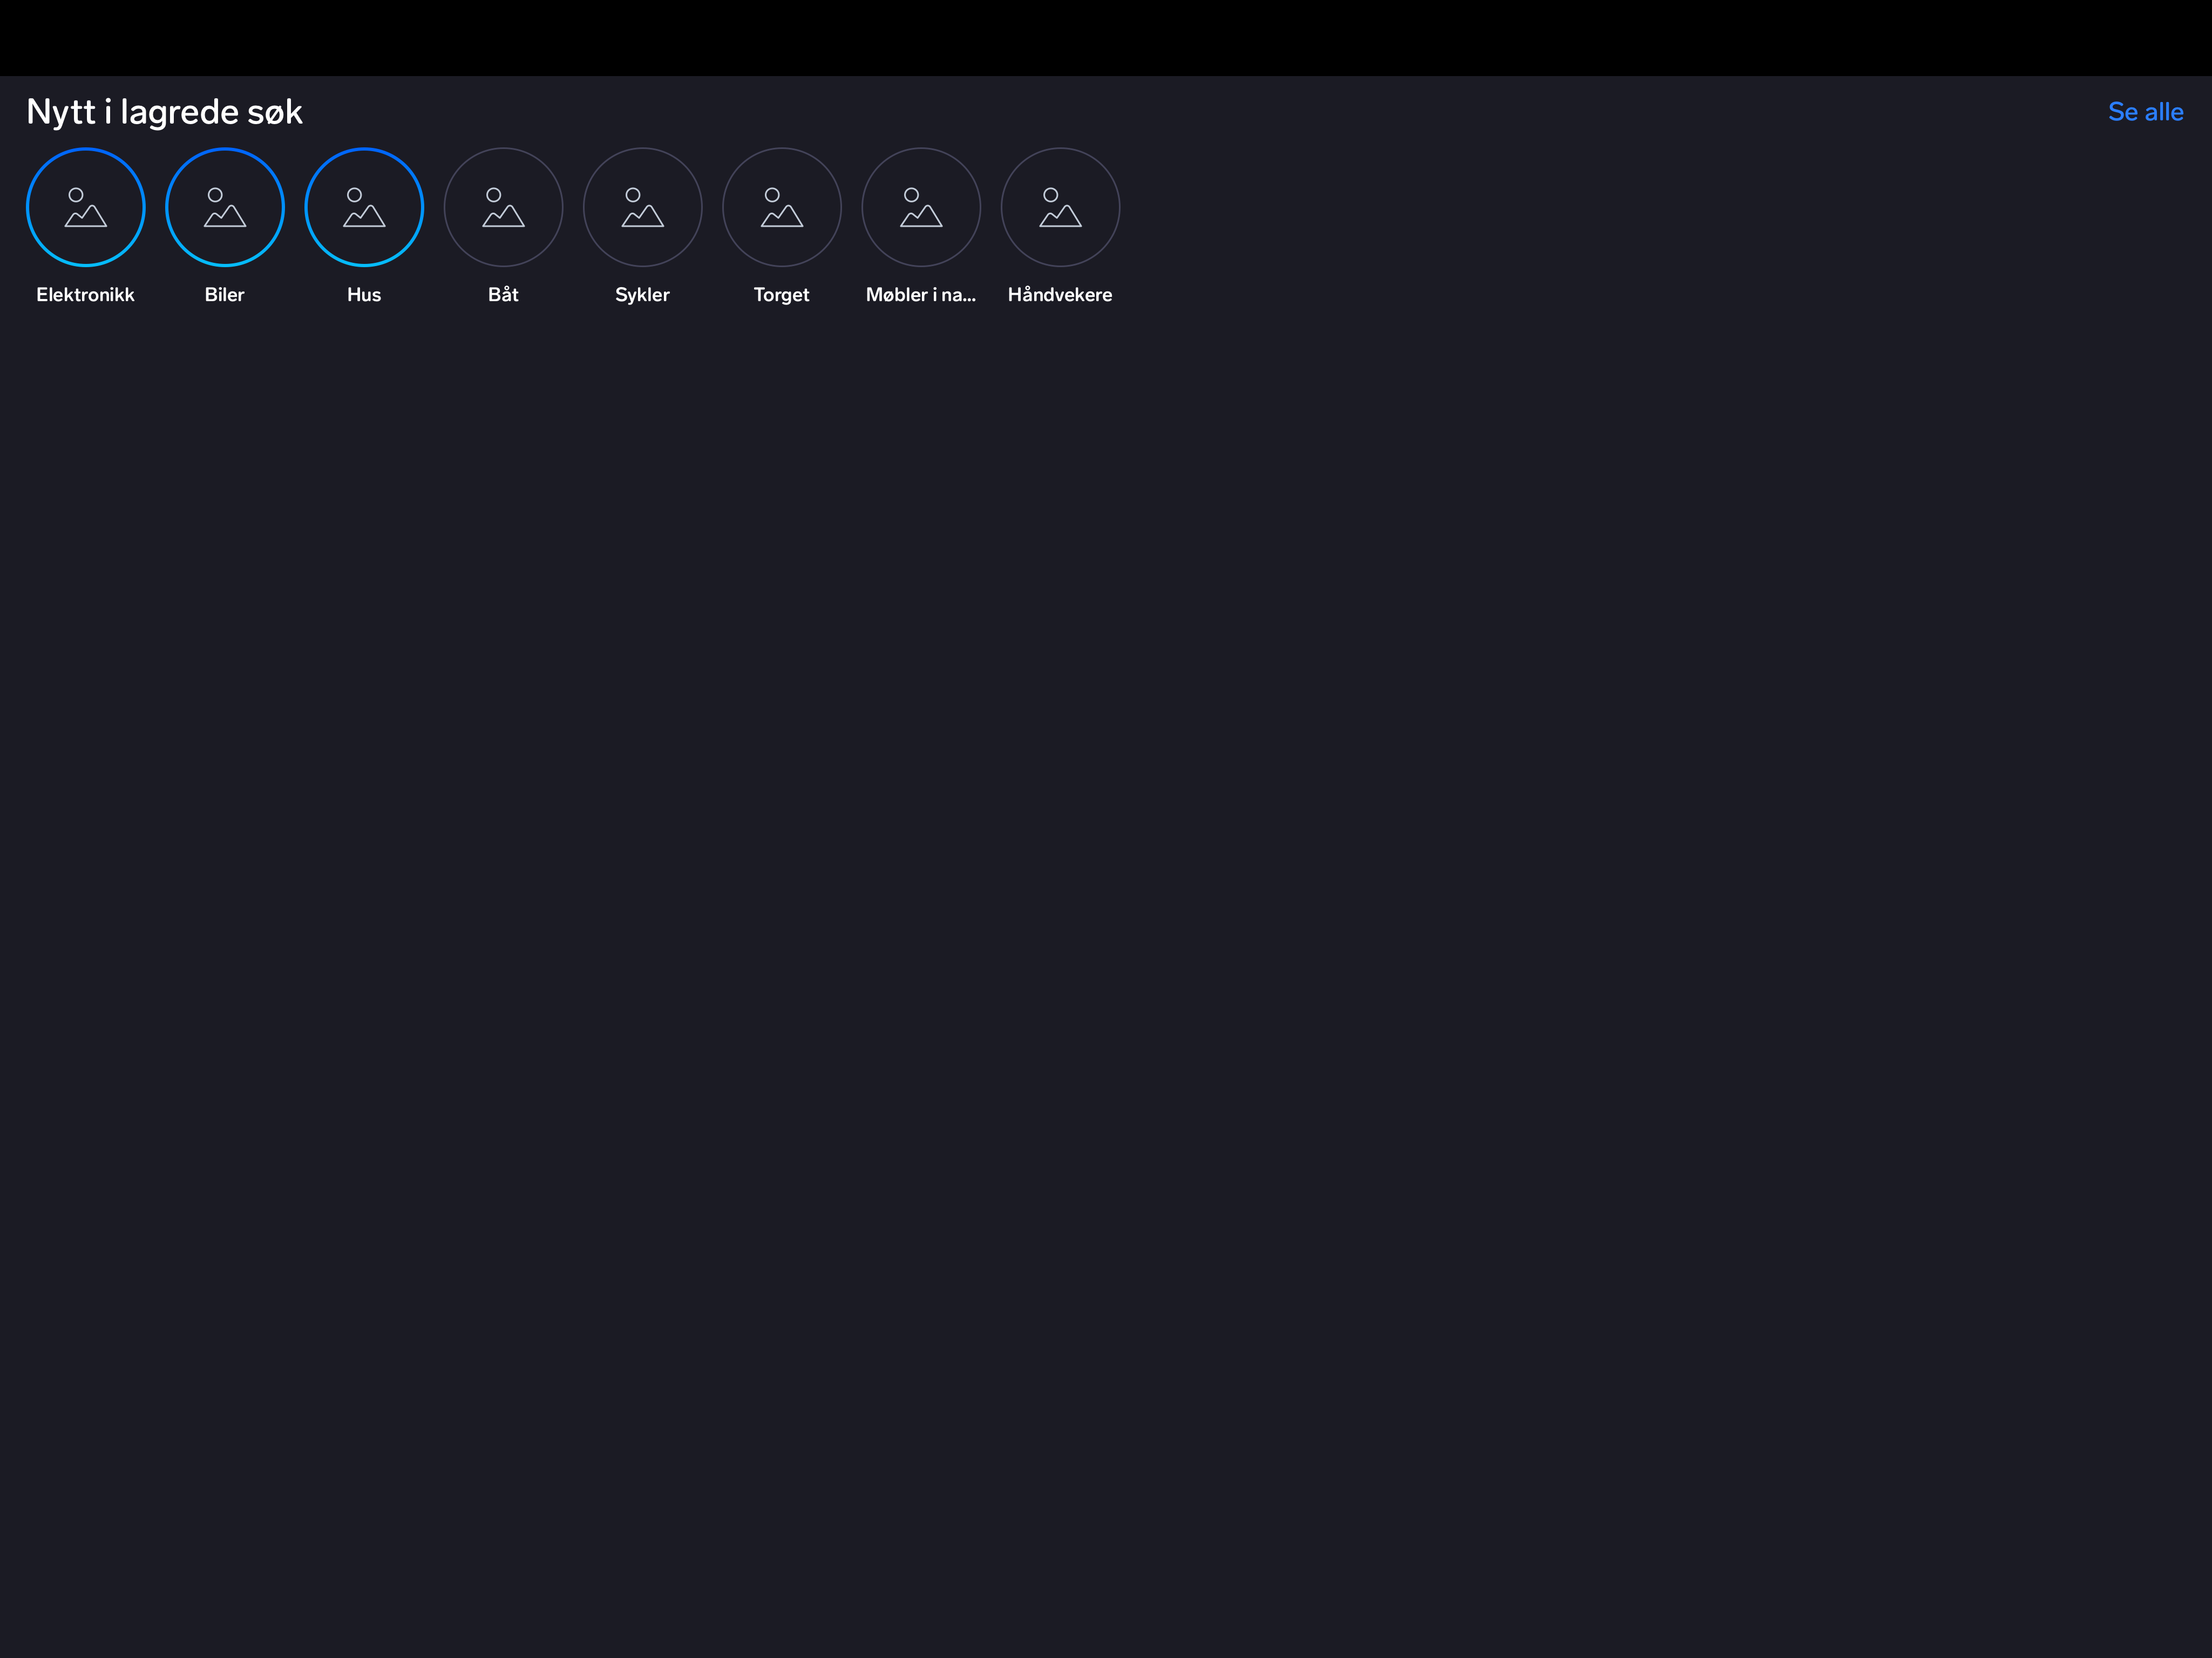 Nytt i lagrede søk
Se alle
Elektronikk
Biler
Hus
Båt
Sykler
Torget
Møbler i na...
Håndvekere